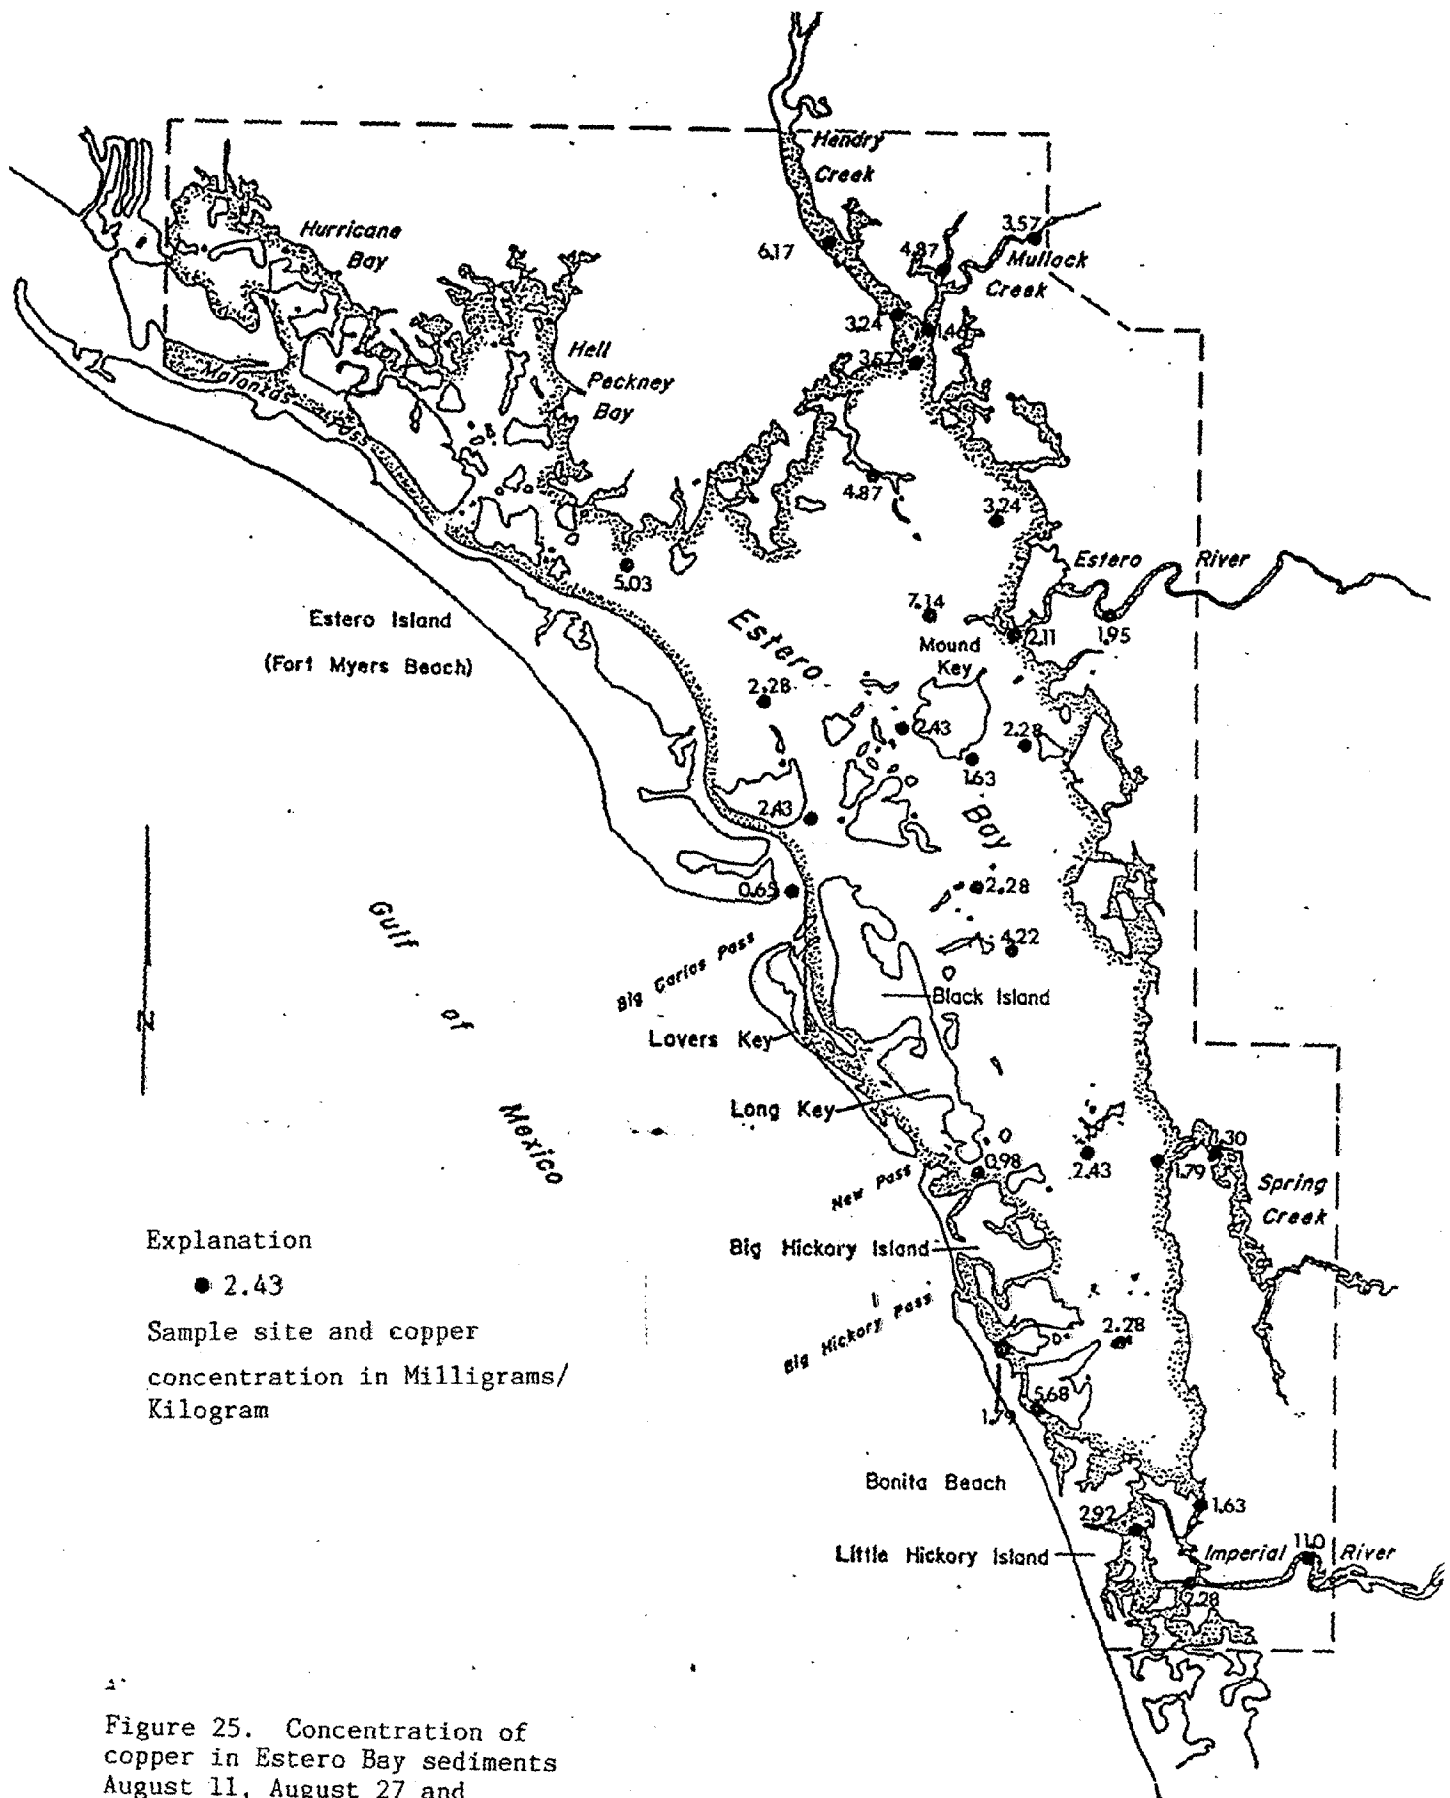 Hendry
Creek
Hurricane
Bay
6.17
4.87
3.57
Mullock
Creek
3.24
1.46
3.57
Hell
Peckney
Bay
Matanzas Pass
4.87
3.24
Estero River
5.03
7.14
Estero Island
(Fort Myers Beach)
Mound
Key
2.11
1.95
Estero
2.28
2.43
2.28
1.63
2.43
Bay
0.65
2.28
Gulf
of
Mexico
4.22
Big Carlos Pass
Black Island
Lovers Key
Long Key
N
1.30
0.98
2.43
1.79
Spring
Creek
New Pass
Big Hickory Island
Explanation
2.43
Sample site and copper
concentration in Milligrams/
Kilogram
Big Hickory Pass
2.28
5.68
1.79
Bonita Beach
1.63
2.92
Little Hickory Island
Imperial River
11.0
2.28
Figure 25. Concentration of
copper in Estero Bay sediments
August 11, August 27 and